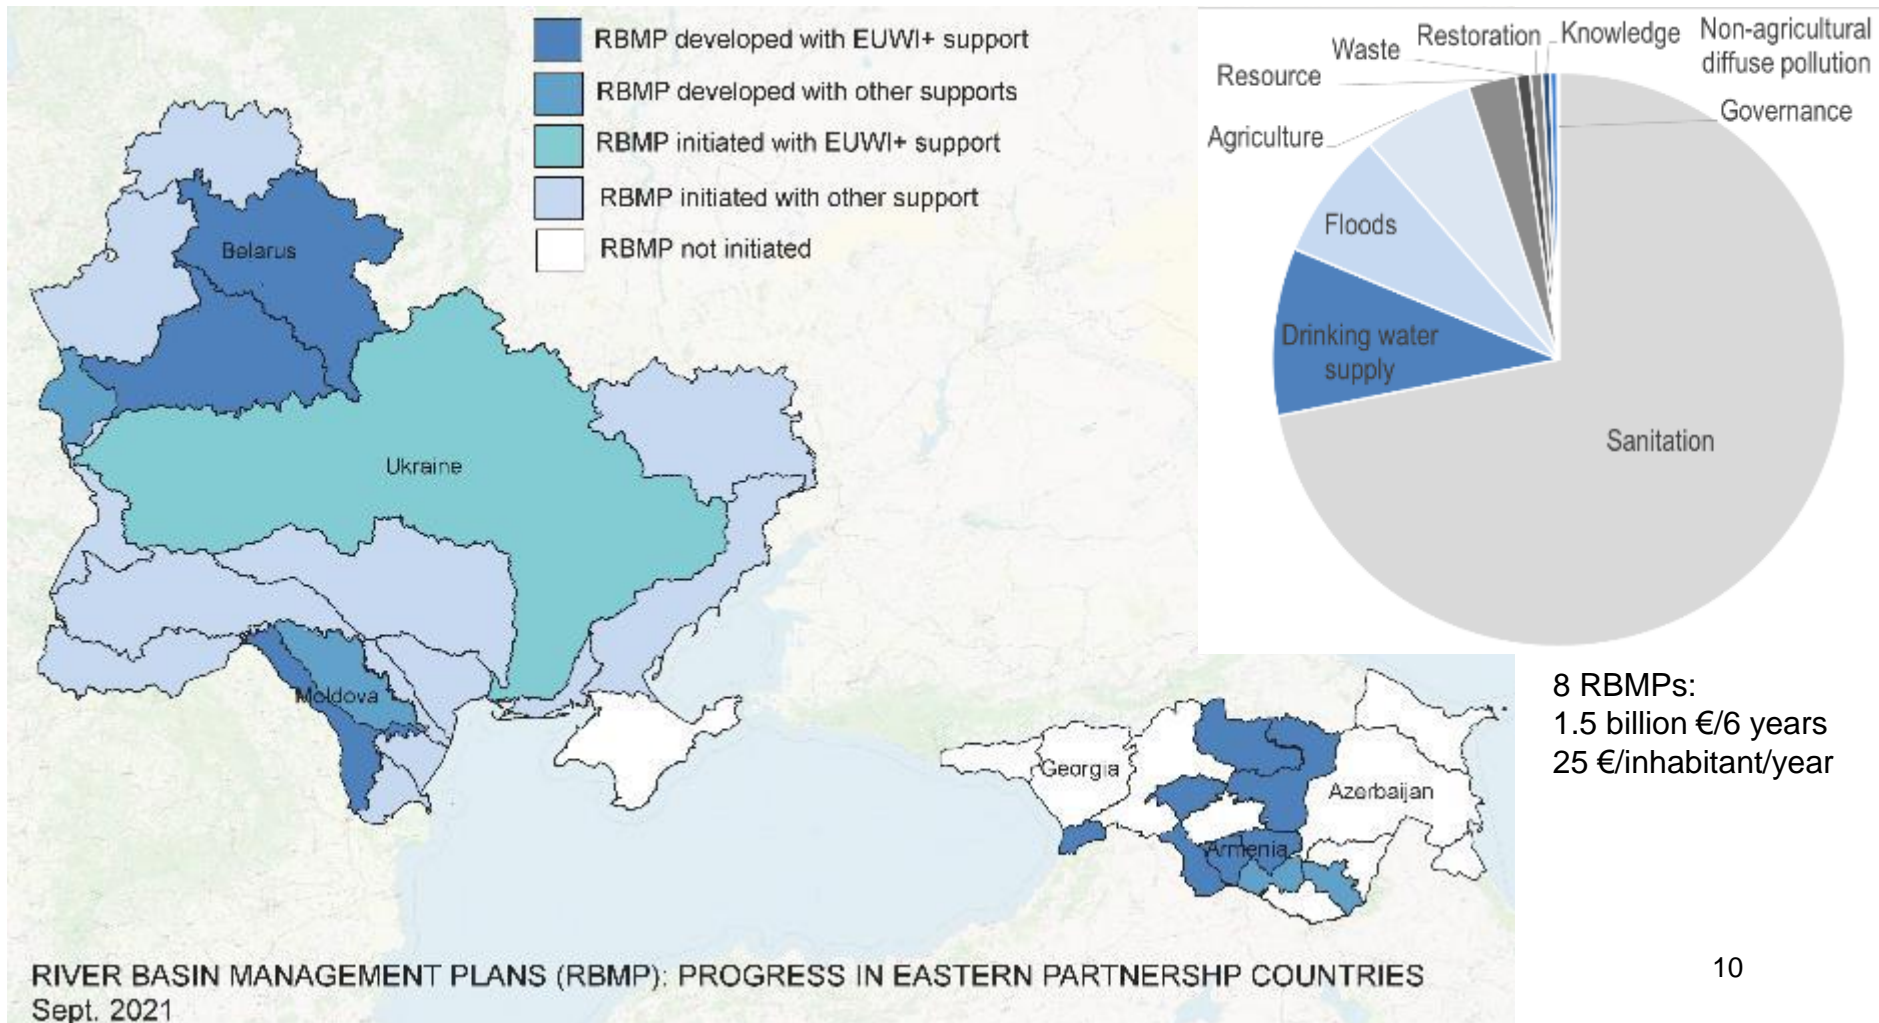 RBMP developed with EUWI+ support
RBMP developed with other supports
RBMP initiated with EUWI+ support
RBMP initiated with other support
RBMP not initiated
Belarus
Ukraine
Moldova
Georgia
Armenia
Azerbaijan
RIVER BASIN MANAGEMENT PLANS (RBMP): PROGRESS IN EASTERN PARTNERSHP COUNTRIES
Sept. 2021
Restoration
Knowledge
Non-agricultural
diffuse pollution
Waste
Resource
Governance
Agriculture
Floods
Drinking water
supply
Sanitation
8 RBMPs:
1.5 billion €/6 years
25 €/inhabitant/year
10